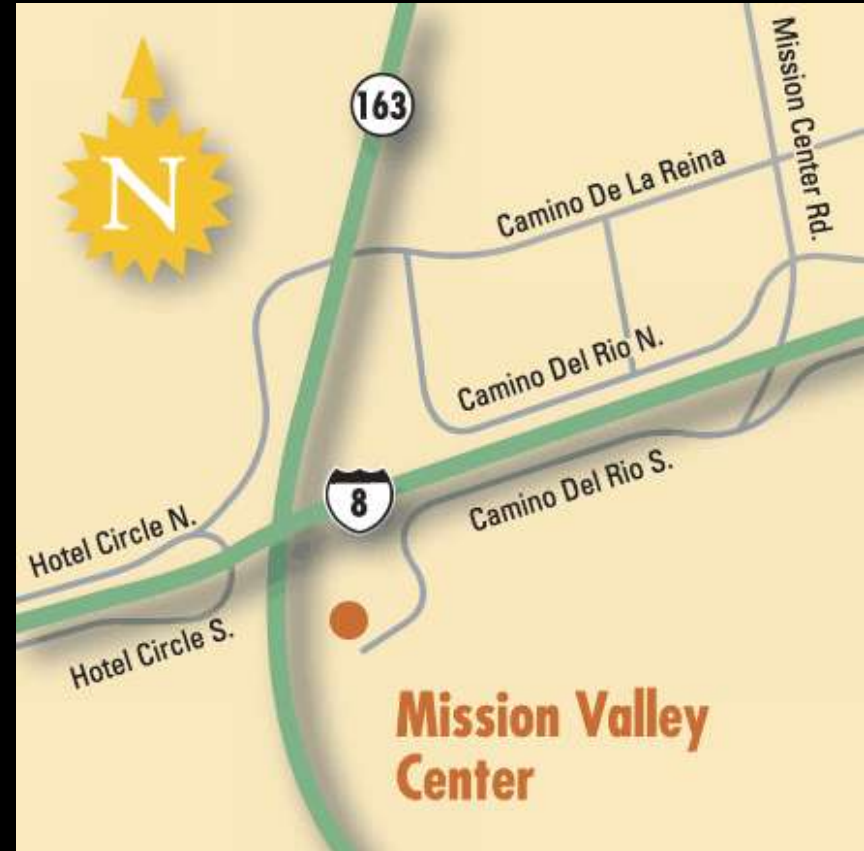 N
163
Mission Center Rd.
Camino De La Reina
Camino Del Rio N.
8
Camino Del Rio S.
Hotel Circle N.
Hotel Circle S.
Mission Valley
Center